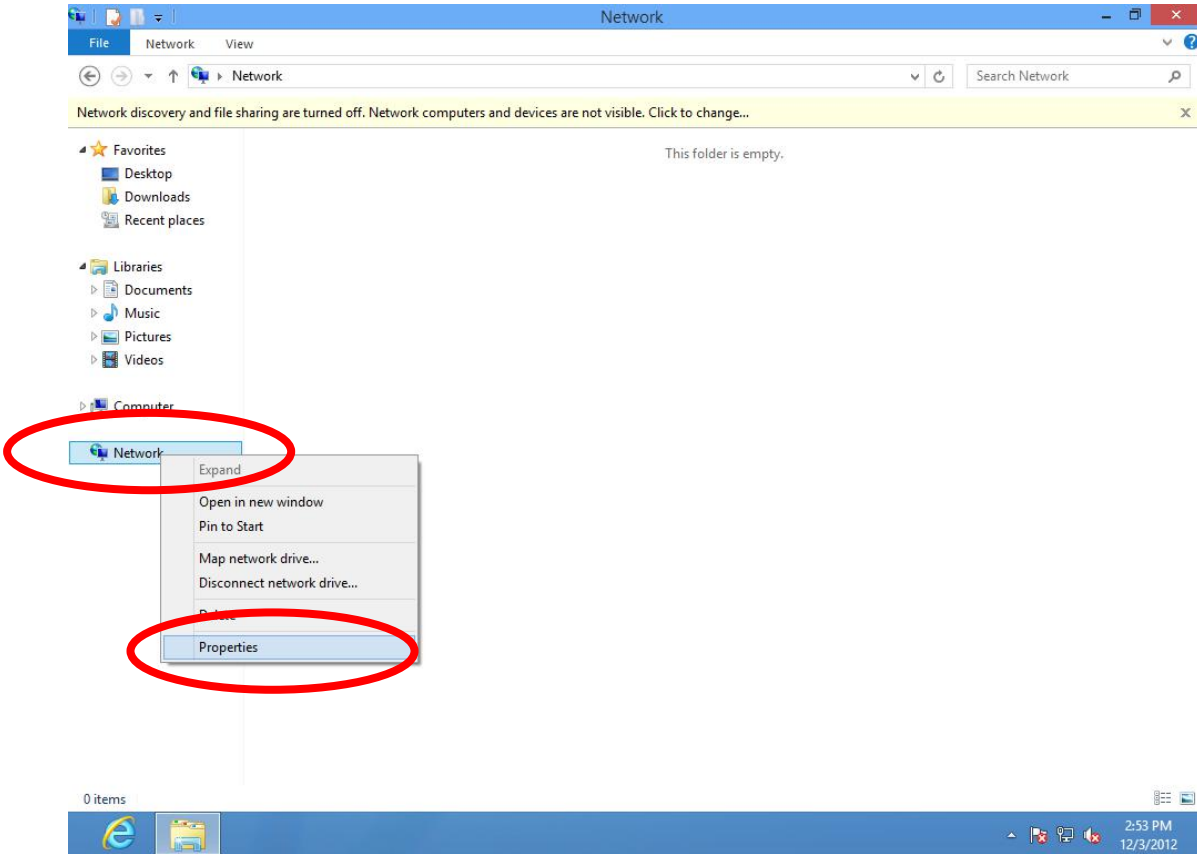 Network
File Network View
Network
Search Network
Network discovery and file sharing are turned off. Network computers and devices are not visible. Click to change...
Favorites
This folder is empty.
Desktop
Downloads
Recent places
Libraries
Documents
Music
Pictures
Videos
Computer
Network
Expand
Open in new window
Pin to Start
Map network drive...
Disconnect network drive...
Delete
Properties
0 items
2:53 PM
12/3/2012